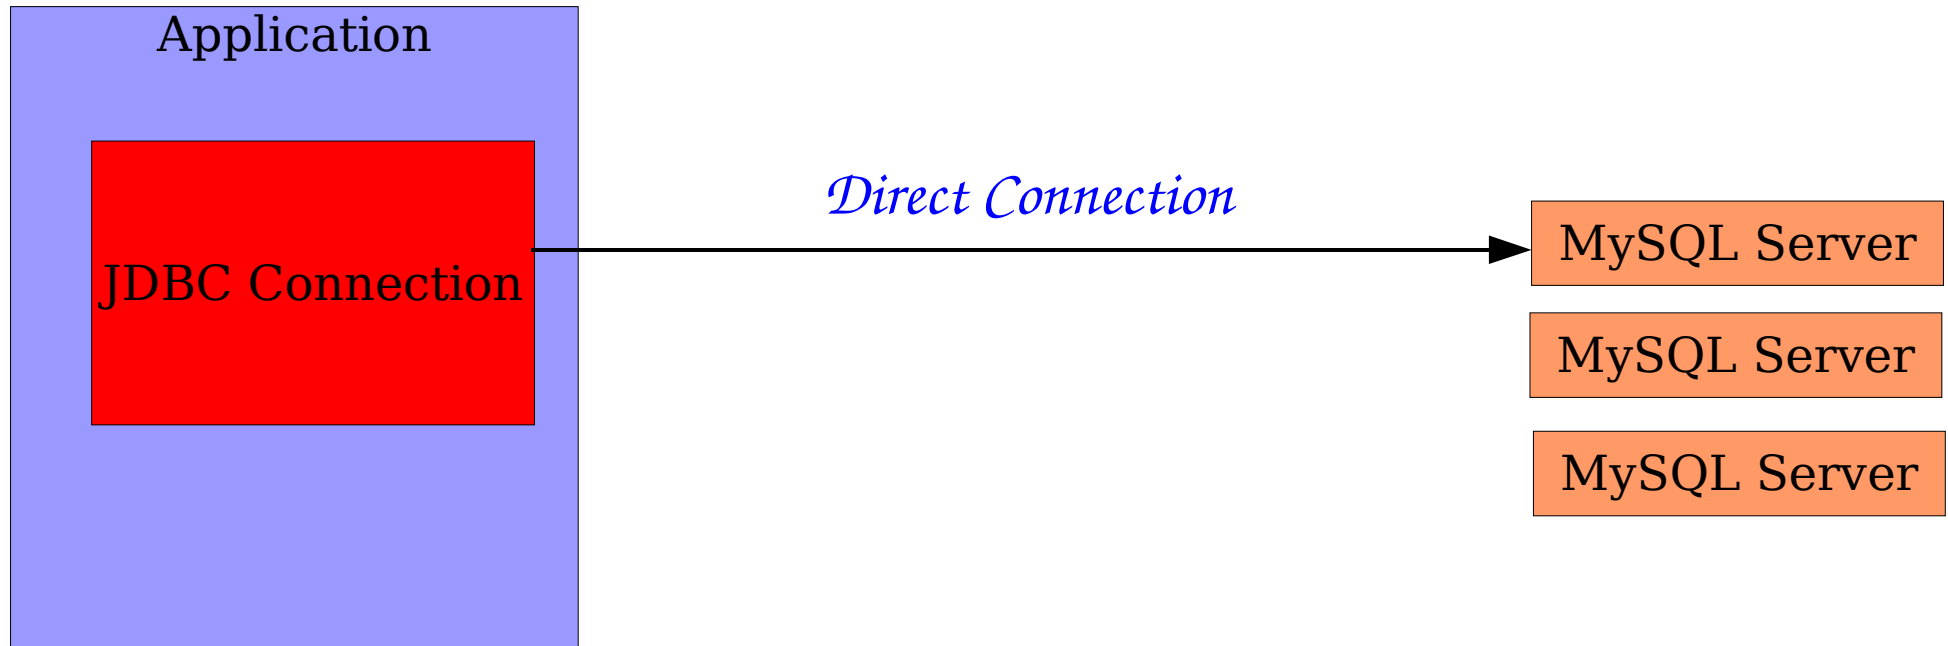 Application
JDBC Connection
Direct Connection
MySQL Server
MySQL Server
MySQL Server